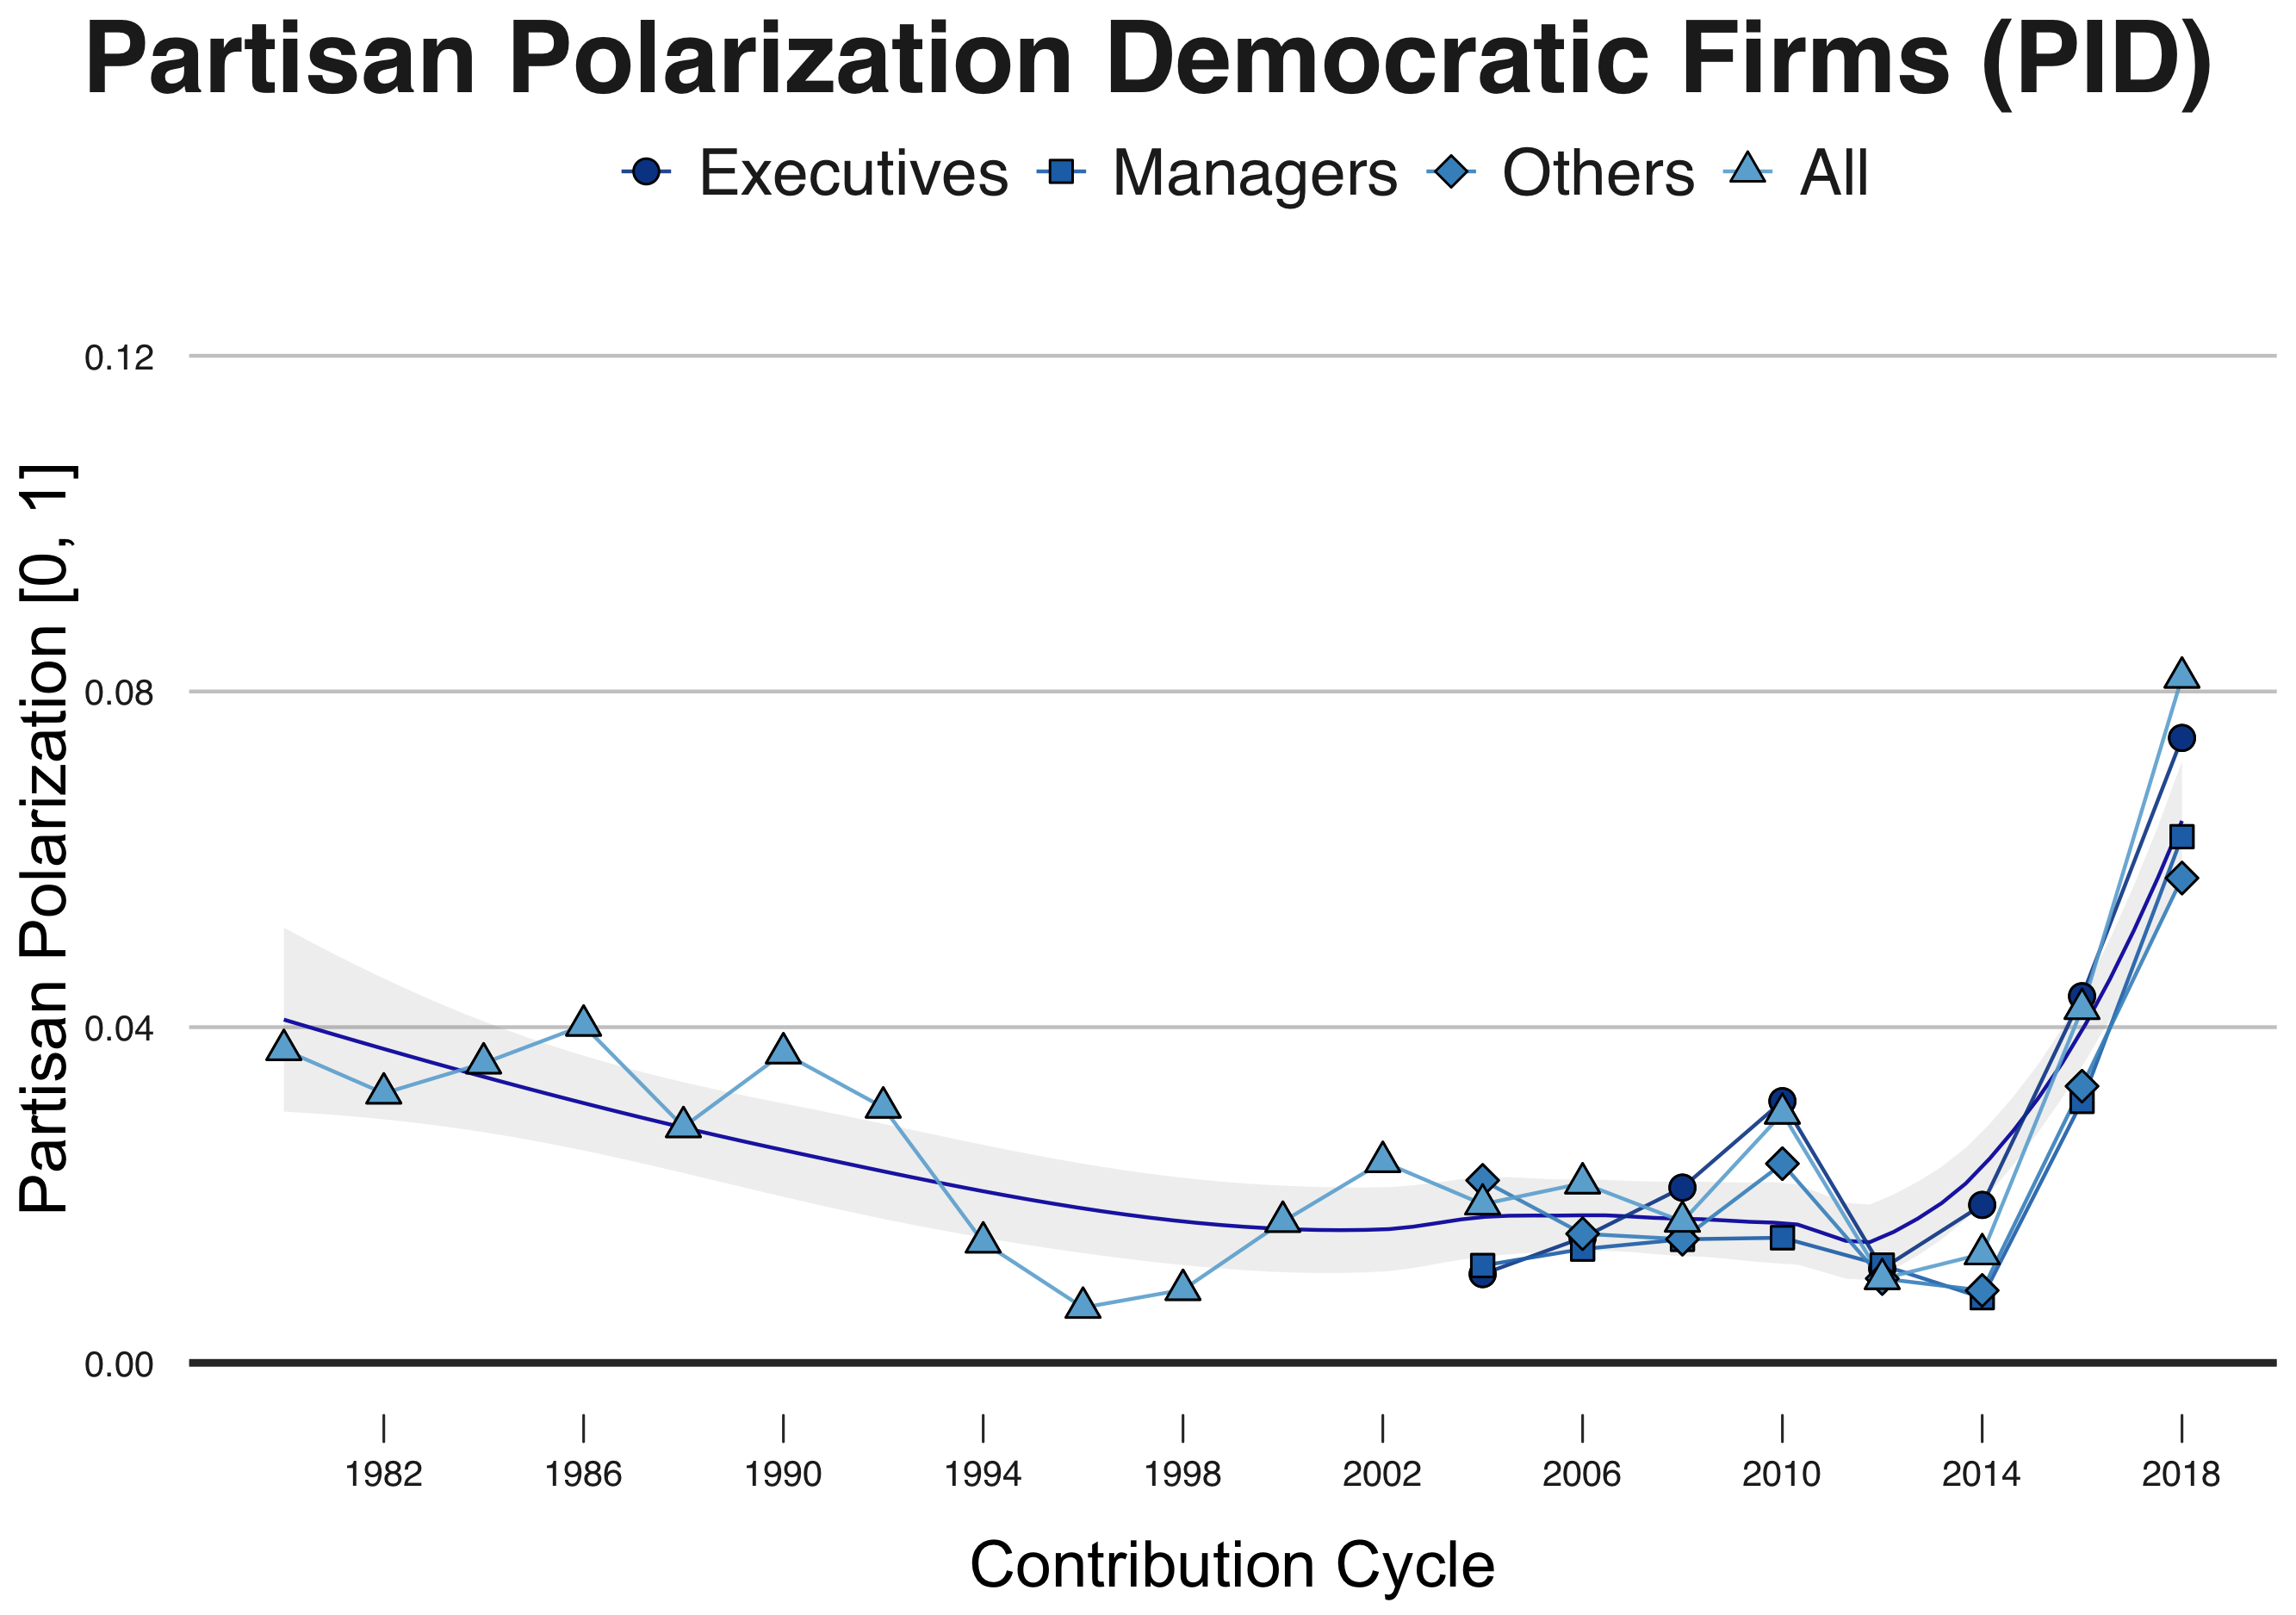 Partisan Polarization Democratic Firms (PID)
Executives Managers Others All
Partisan Polarization [0, 1]
0.12
0.08
0.04
0.00
1982 1986 1990 1994 1998 2002 2006 2010 2014 2018
Contribution Cycle